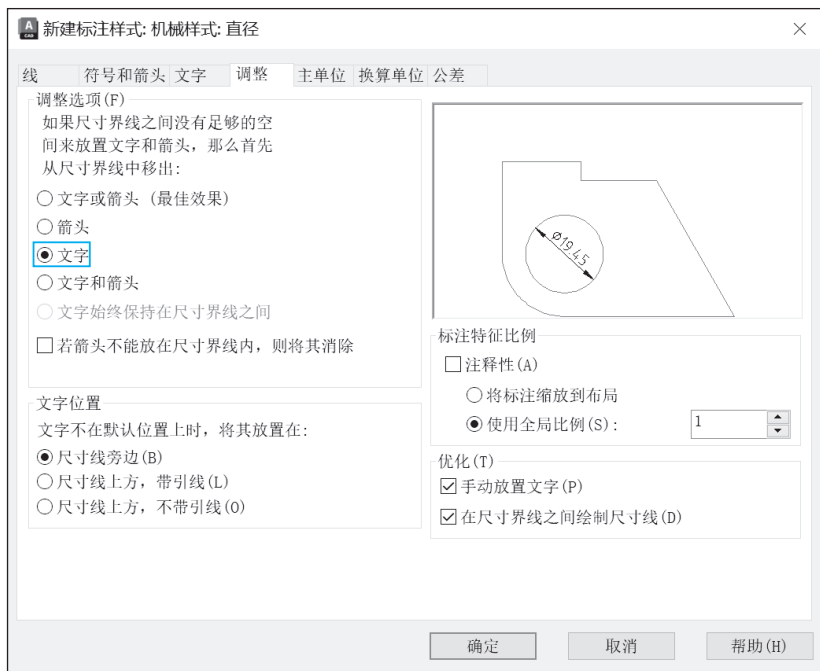 新建标注样式: 机械样式: 直径
线 符号和箭头 文字 调整 主单位 换算单位 公差
调整选项(F)
如果尺寸界线之间没有足够的空
间来放置文字和箭头，那么首先
从尺寸界线中移出:
文字或箭头 (最佳效果)
箭头
文字
文字和箭头
文字始终保持在尺寸界线之间
若箭头不能放在尺寸界线内，则将其消除
文字位置
文字不在默认位置上时，将其放置在:
尺寸线旁边(B)
尺寸线上方，带引线(L)
尺寸线上方，不带引线(O)
Ø19,45
标注特征比例
注释性(A)
将标注缩放到布局
使用全局比例(S): 1
优化(T)
手动放置文字(P)
在尺寸界线之间绘制尺寸线(D)
确定 取消 帮助(H)